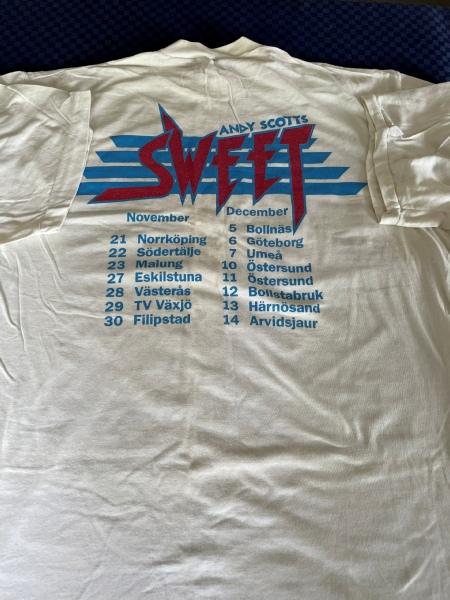 ANDY SCOTTS
SWEET
November
21 Norrköping
22 Södertälje
23 Malung
27 Eskilstuna
28 Västerås
29 TV Växjö
30 Filipstad
December
5 Bollnäs
6 Göteborg
7 Umeå
10 Östersund
11 Östersund
12 Bollstabruk
13 Härnösand
14 Arvidsjaur